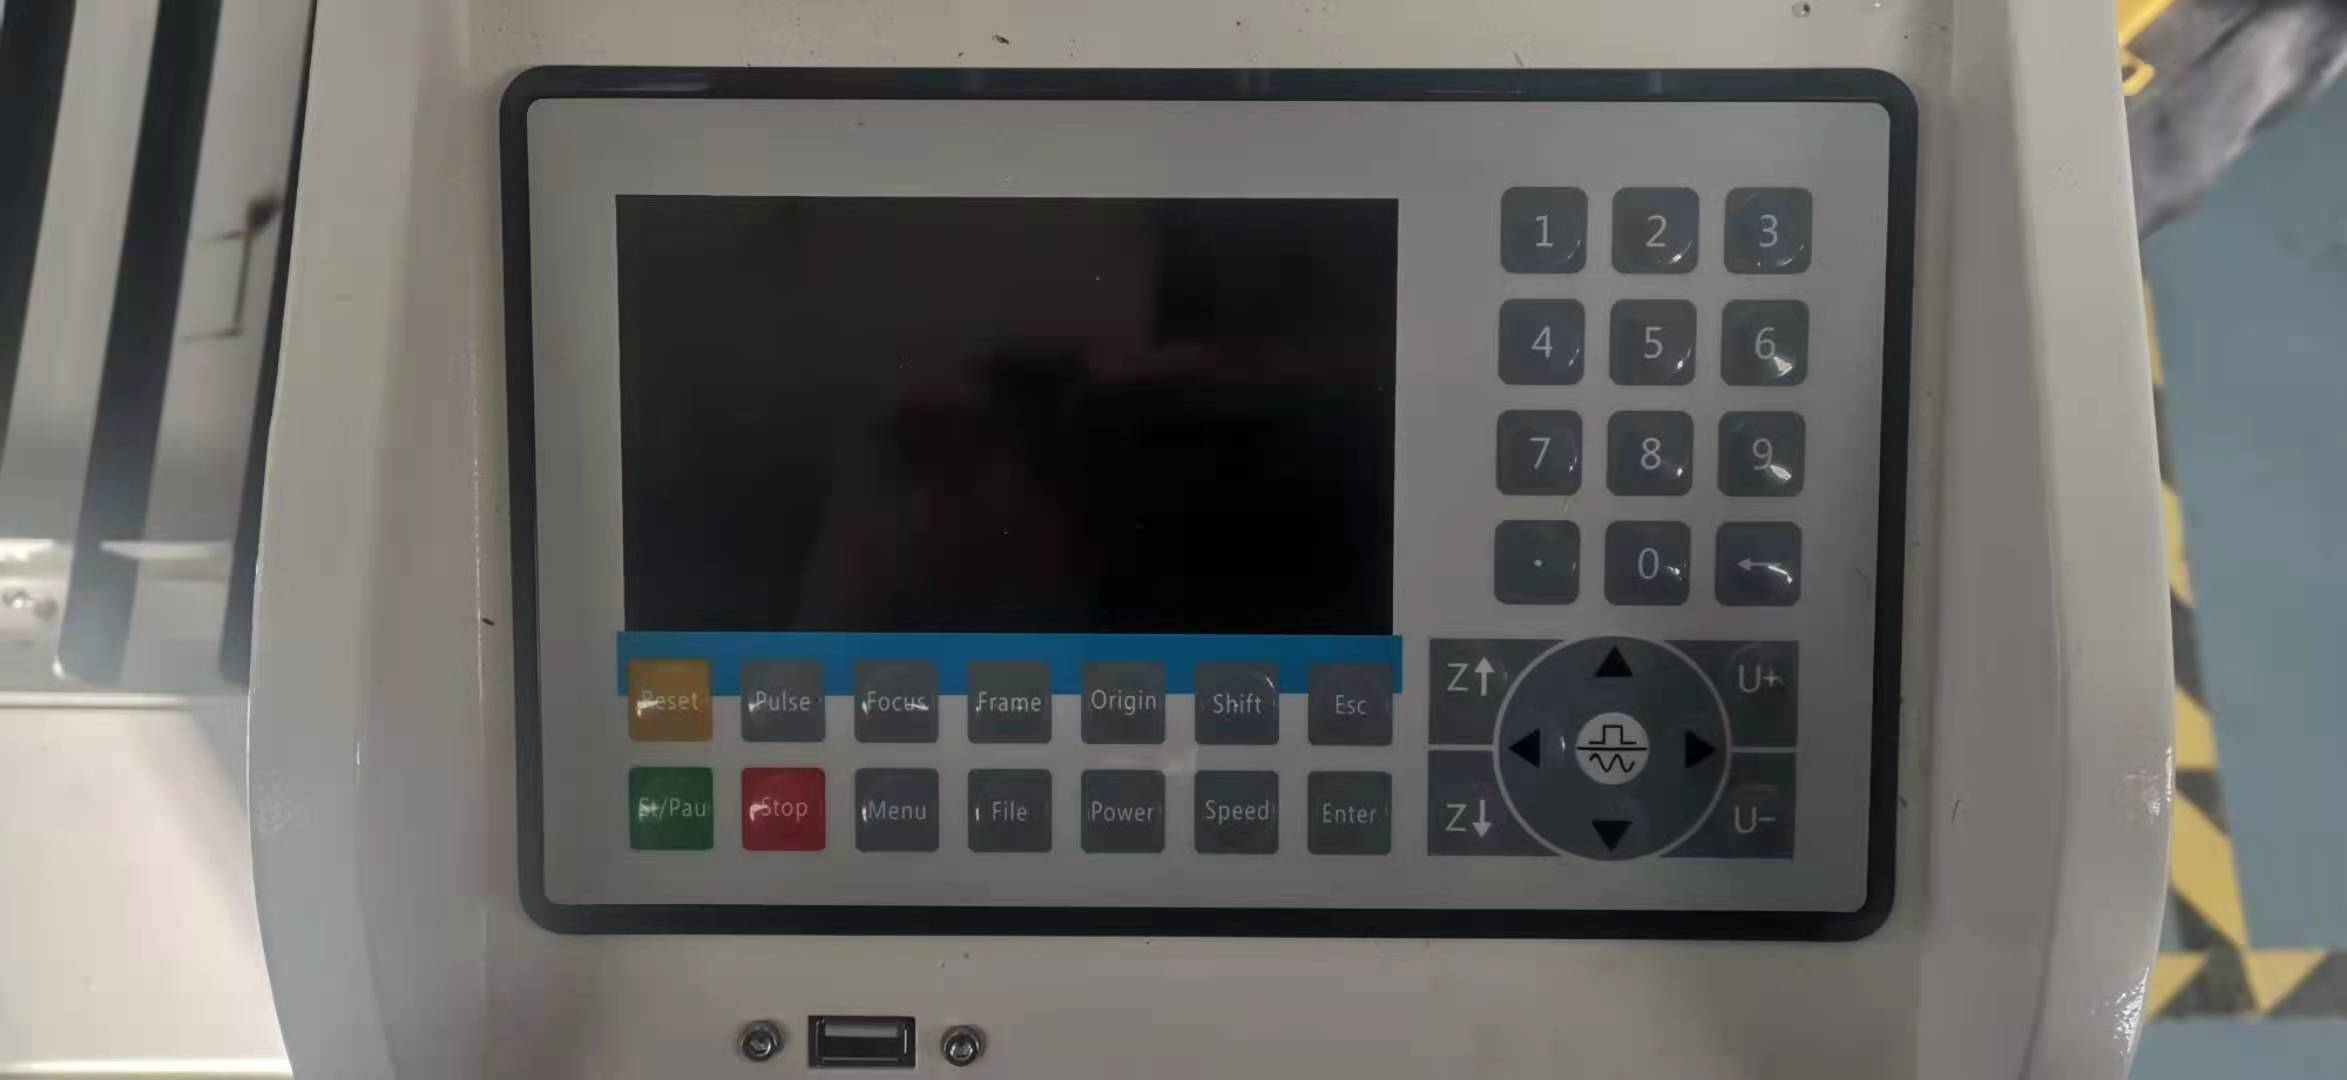 1 2 3
4 5 6
7 8 9
. 0 ←
Z↑ U+
Z↓ U-
Reset Pulse Focus Frame Origin Shift Esc
St/Pau Stop Menu File Power Speed Enter